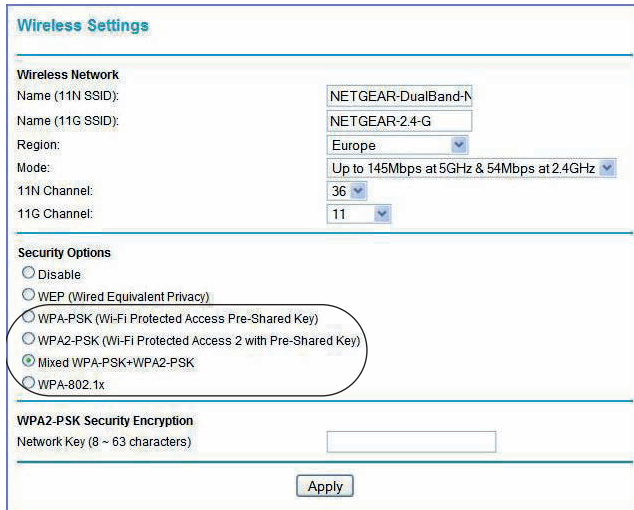 Wireless Settings
Wireless Network
Name (11N SSID): NETGEAR-DualBand-N
Name (11G SSID): NETGEAR-2.4-G
Region: Europe
Mode: Up to 145Mbps at 5GHz & 54Mbps at 2.4GHz
11N Channel: 36
11G Channel: 11
Security Options
Disable
WEP (Wired Equivalent Privacy)
WPA-PSK (Wi-Fi Protected Access Pre-Shared Key)
WPA2-PSK (Wi-Fi Protected Access 2 with Pre-Shared Key)
Mixed WPA-PSK+WPA2-PSK
WPA-802.1x
WPA2-PSK Security Encryption
Network Key (8 ~ 63 characters)
Apply